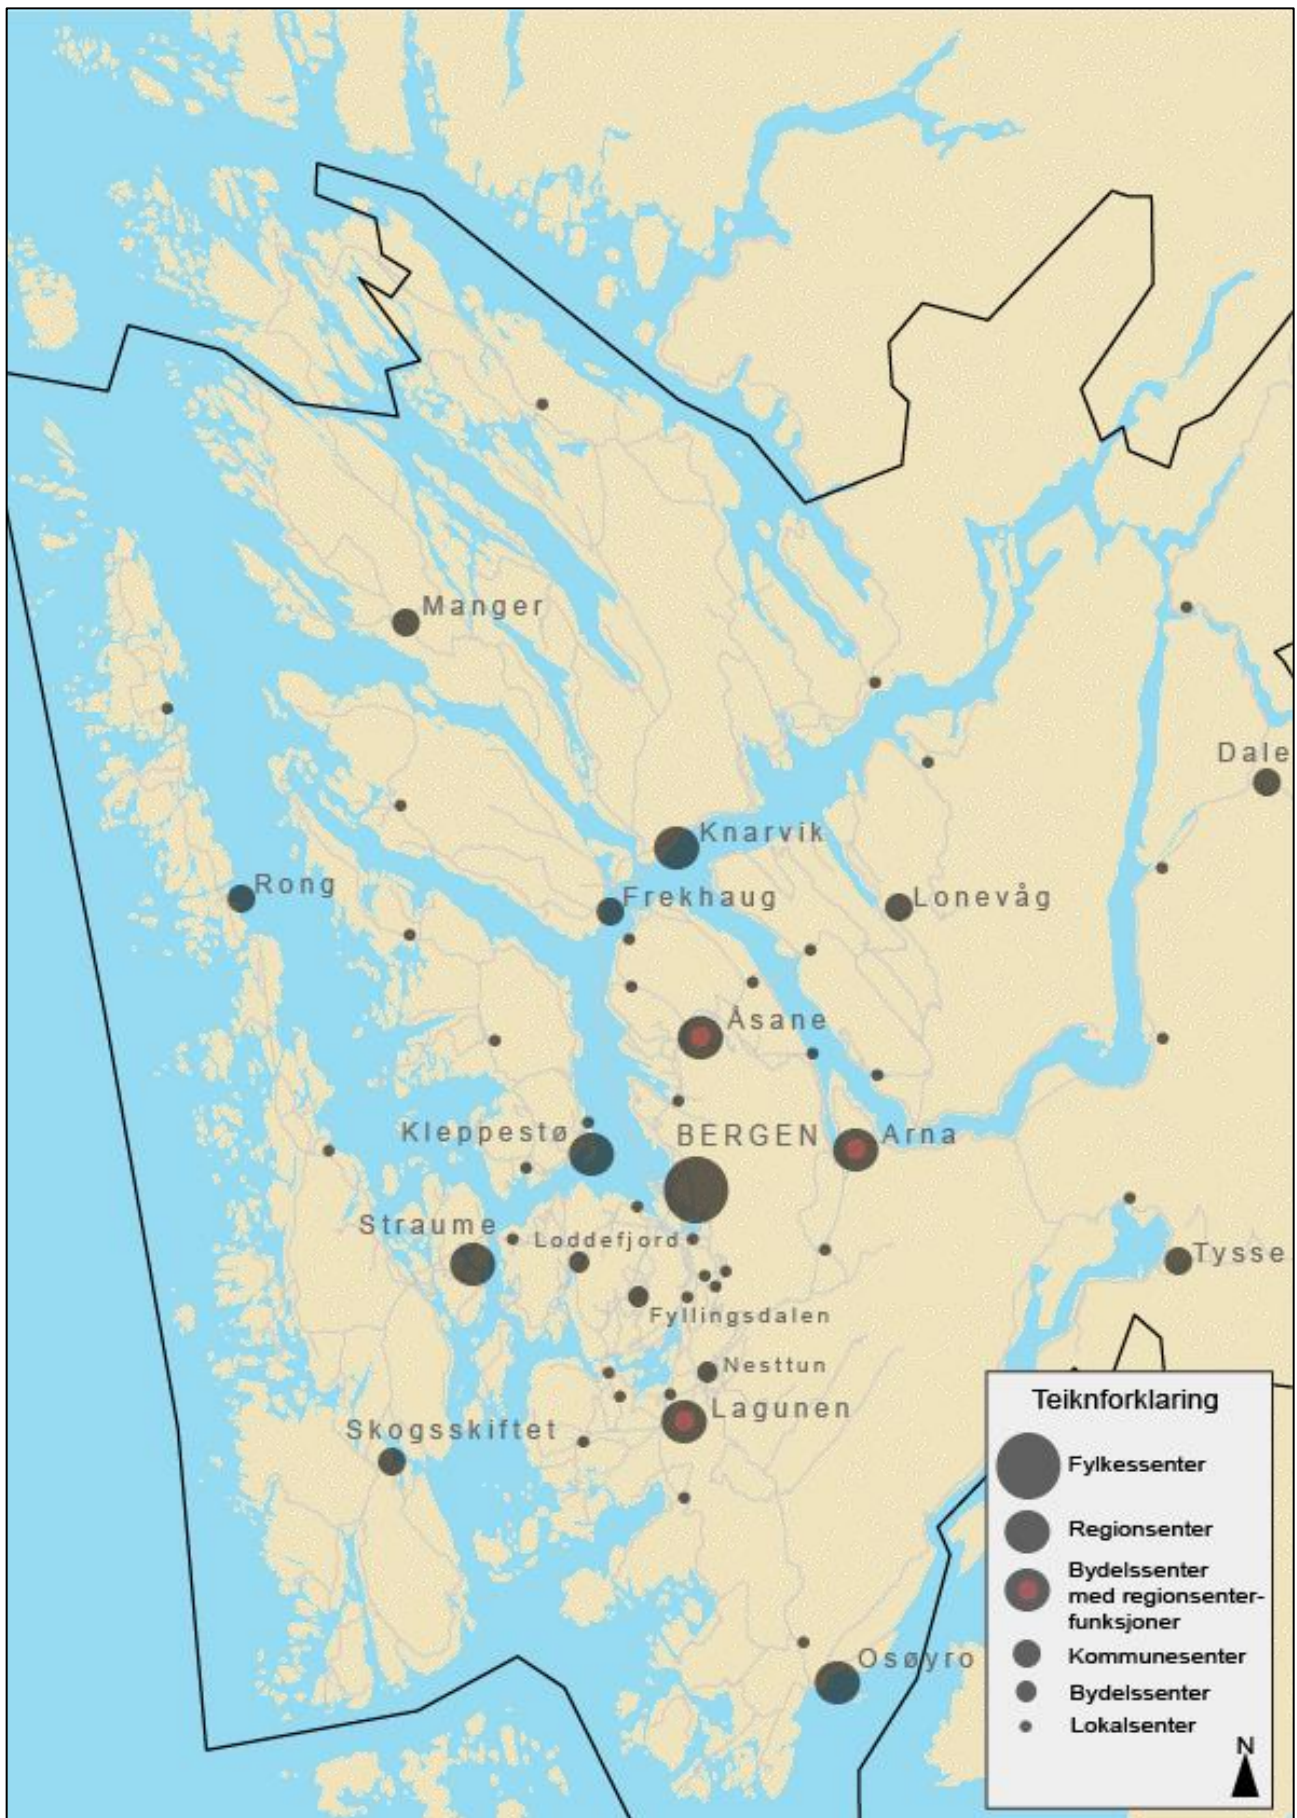 Manger
Dale
Knarvik
Rong
Frekhaug
Lonevåg
Åsane
Kleppestø
BERGEN
Arna
Straume
Loddefjord
Tysse
Fyllingsdalen
Nesttun
Lagunen
Skogsskiftet
Osøyro
Teiknforklaring
Fylkessenter
Regionsenter
Bydelssenter
med regionsenter-
funksjoner
Kommunesenter
Bydelssenter
Lokalsenter
N